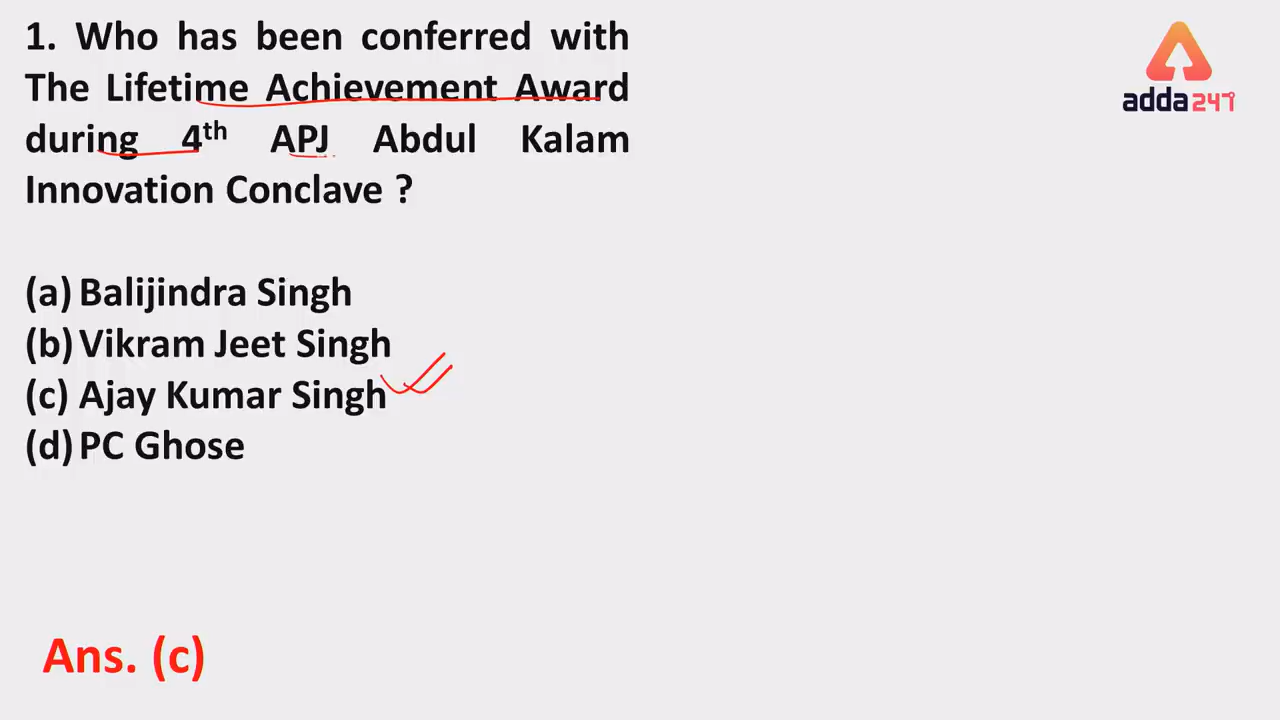 1. Who has been conferred with
The Lifetime Achievement Award
during 4th APJ Abdul Kalam
Innovation Conclave ?
(a) Balijindra Singh
(b) Vikram Jeet Singh
(c) Ajay Kumar Singh
(d) PC Ghose
Ans. (c)
adda247